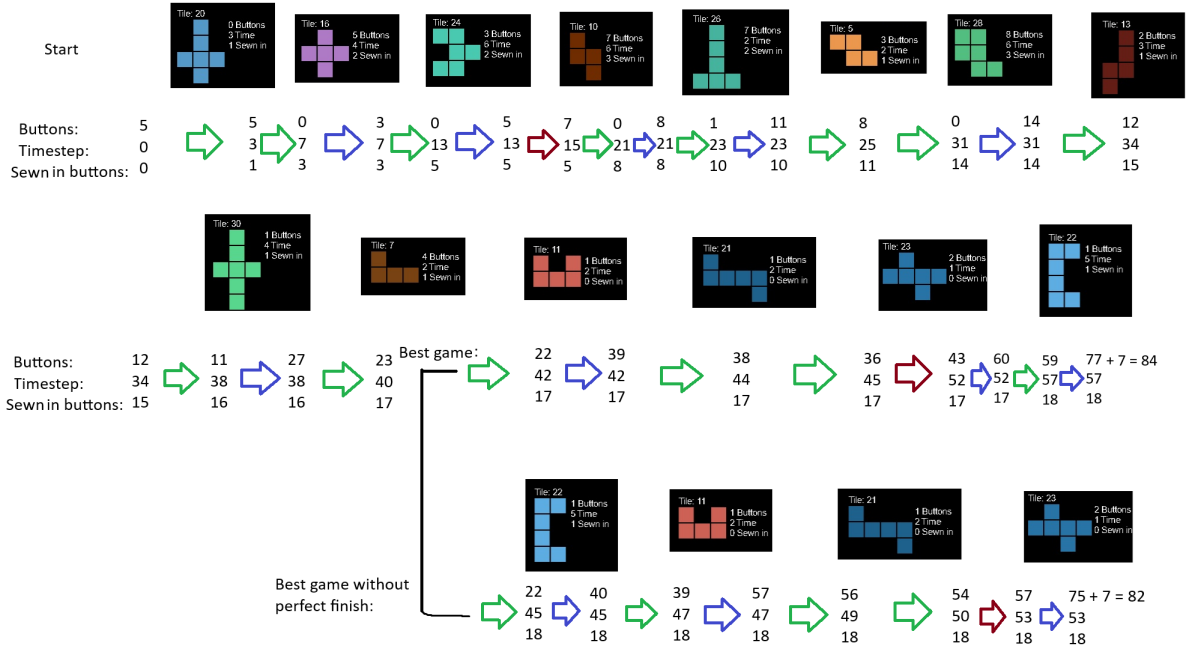 Start
Tile: 20
0 Buttons
3 Time
1 Sewn in
Tile: 16
5 Buttons
4 Time
2 Sewn in
Tile: 24
3 Buttons
6 Time
2 Sewn in
Tile: 10
7 Buttons
6 Time
3 Sewn in
Tile: 26
7 Buttons
2 Time
2 Sewn in
Tile: 5
3 Buttons
2 Time
1 Sewn in
Tile: 28
8 Buttons
6 Time
3 Sewn in
Tile: 13
2 Buttons
3 Time
1 Sewn in
Buttons: 5 5 0 3 0 5 7 0 8 1 11 8 0 14 12
Timestep: 0 3 7 7 13 13 15 21 21 23 23 25 31 31 34
Sewn in buttons: 0 1 3 3 5 5 5 8 8 10 10 11 14 14 15
Tile: 30
1 Buttons
4 Time
1 Sewn in
Tile: 7
4 Buttons
2 Time
1 Sewn in
Tile: 11
1 Buttons
2 Time
0 Sewn in
Tile: 21
1 Buttons
2 Time
0 Sewn in
Tile: 23
2 Buttons
1 Time
0 Sewn in
Tile: 22
1 Buttons
5 Time
1 Sewn in
Best game:
Buttons: 12 11 27 23 22 39 38 36 43 60 59 77 + 7 = 84
Timestep: 34 38 38 40 42 42 44 45 52 52 57 57
Sewn in buttons: 15 16 16 17 17 17 17 17 17 17 18 18
Tile: 22
1 Buttons
5 Time
1 Sewn in
Tile: 11
1 Buttons
2 Time
0 Sewn in
Tile: 21
1 Buttons
2 Time
0 Sewn in
Tile: 23
2 Buttons
1 Time
0 Sewn in
Best game without
perfect finish:
22 40 39 57 56 54 57 75 + 7 = 82
45 45 47 47 49 50 53 53
18 18 18 18 18 18 18 18